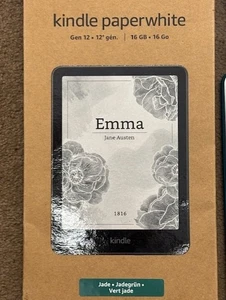 kindle paperwhite
Gen 12 • 12ᵉ gén. | 16 GB • 16 Go
Emma
Jane Austen
1816
kindle
Jade • Jadegrün •
Vert jade